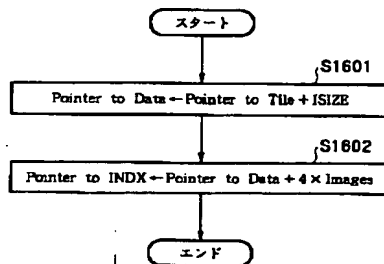 スタート
S1601
Pointer to Data←Pointer to Tile+ISIZE
S1602
Pointer to INDX←Pointer to Data+4×Images
エンド